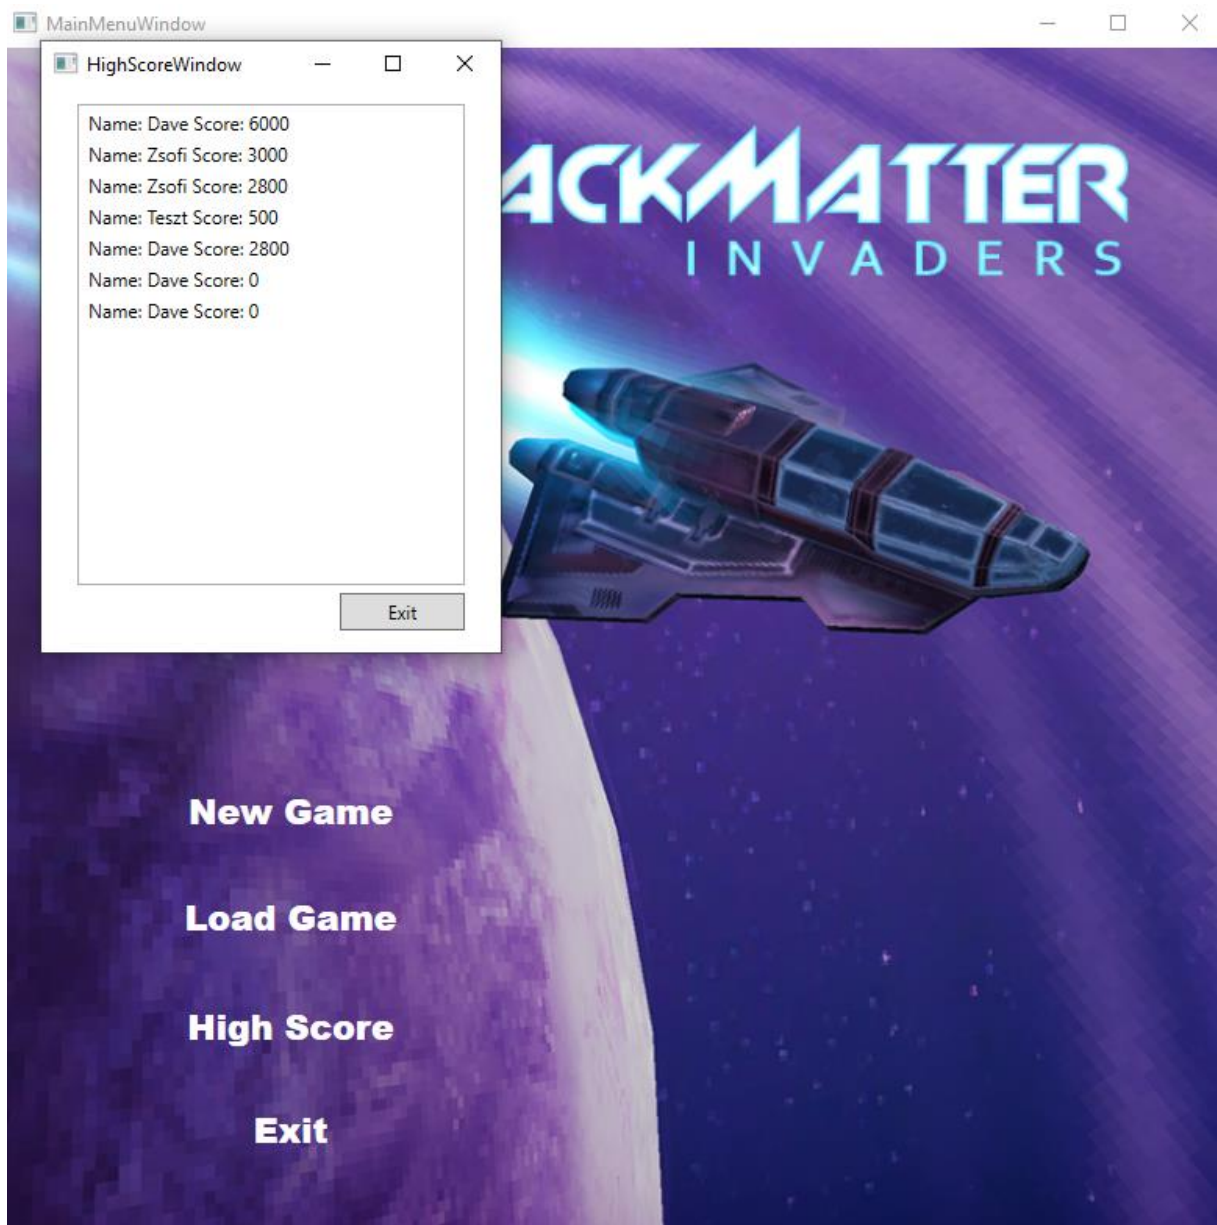 MainMenuWindow
HighScoreWindow
Name: Dave Score: 6000
Name: Zsofi Score: 3000
Name: Zsofi Score: 2800
Name: Teszt Score: 500
Name: Dave Score: 2800
Name: Dave Score: 0
Name: Dave Score: 0
Exit
ACKMATTER
INVADERS
New Game
Load Game
High Score
Exit